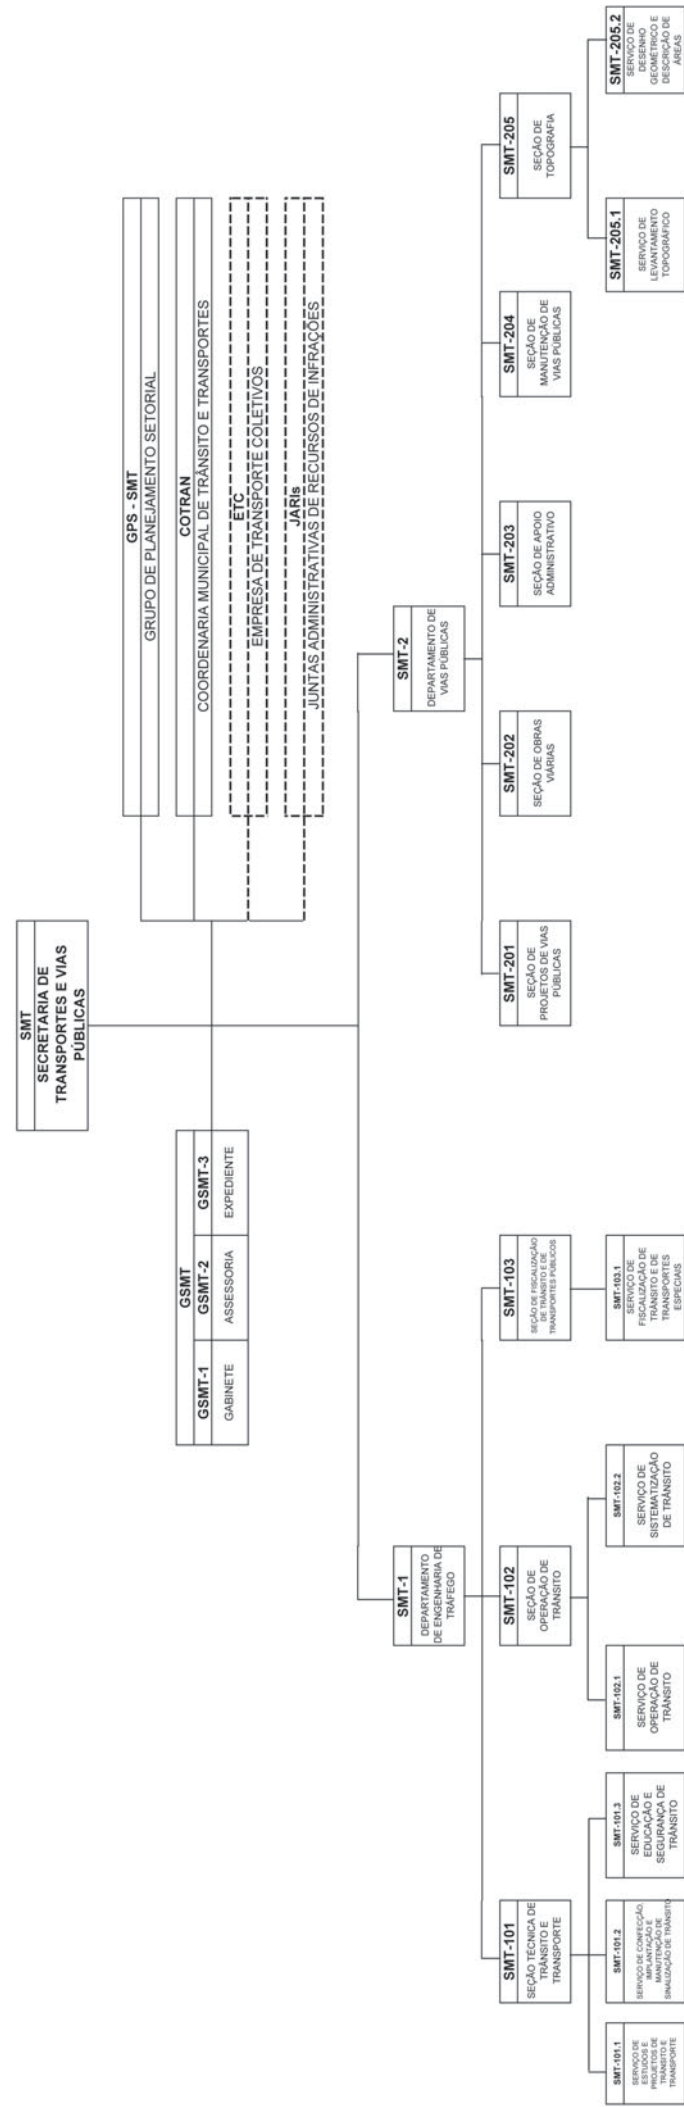 SMT
SECRETARIA DE
TRANSPORTES E VIAS
PÚBLICAS
GPS - SMT
GRUPO DE PLANEJAMENTO SETORIAL
COTRAN
COORDENARIA MUNICIPAL DE TRÂNSITO E TRANSPORTES
ETC
EMPRESA DE TRANSPORTE COLETIVOS
JARIs
JUNTAS ADMINISTRATIVAS DE RECURSOS DE INFRAÇÕES
GSMT
GSMT-1
GABINETE
GSMT-2
ASSESSORIA
GSMT-3
EXPEDIENTE
SMT-1
DEPARTAMENTO
DE ENGENHARIA DE
TRÁFEGO
SMT-2
DEPARTAMENTO DE
VIAS PÚBLICAS
SMT-101
SEÇÃO TÉCNICA DE
TRÂNSITO E
TRANSPORTE
SMT-102
SEÇÃO DE
OPERAÇÃO DE
TRÂNSITO
SMT-103
SEÇÃO DE FISCALIZAÇÃIO
DE TRÂNSITO E DE
TRANSPORTES PÚBLICOS
SMT-201
SEÇÃO DE
PROJETOS DE VIAS
PÚBLICAS
SMT-202
SEÇÃO DE OBRAS
VIÁRIAS
SMT-203
SEÇÃO DE APOIO
ADMINISTRATIVO
SMT-204
SEÇÃO DE
MANUTENÇÃO DE
VIAS PÚBLICAS
SMT-205
SEÇÃO DE
TOPOGRAFIA
SMT-101.1
SERVIÇO DE
ESTUDOS E
PROJETOS DE
TRÂNSITO E
TRANSPORTE
SMT-101.2
SERVIÇO DE CONFECÇÃO,
IMPLANTAÇÃO E
MANUTENÇÃO DE
SINALIZAÇÃO DE TRÂNSITO
SMT-101.3
SERVIÇO DE
EDUCAÇÃO E
SEGURANÇA DE
TRÂNSITO
SMT-102.1
SERVIÇO DE
OPERAÇÃO DE
TRÂNSITO
SMT-102.2
SERVIÇO DE
SISTEMATIZAÇÃO
DE TRÂNSITO
SMT-103.1
SERVIÇO DE
FISCALIZAÇÃO DE
TRÂNSITO E DE
TRANSPORTES
ESPECIAIS
SMT-205.1
SERVIÇO DE
LEVANTAMENTO
TOPOGRÁFICO
SMT-205.2
SERVIÇO DE
DESENHO
GEOMÉTRICO E
DESCRIÇÃO DE
ÁREAS